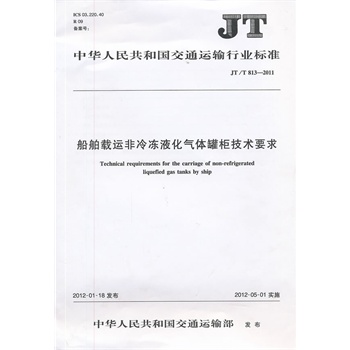 ICS 03.220.40
R 09
备案号:
JT
中华人民共和国交通运输行业标准
JT/T 813—2011
船舶载运非冷冻液化气体罐柜技术要求
Technical requirements for the carriage of non-refrigerated
liquefied gas tanks by ship
2012-01-18 发布
2012-05-01 实施
中华人民共和国交通运输部 发布